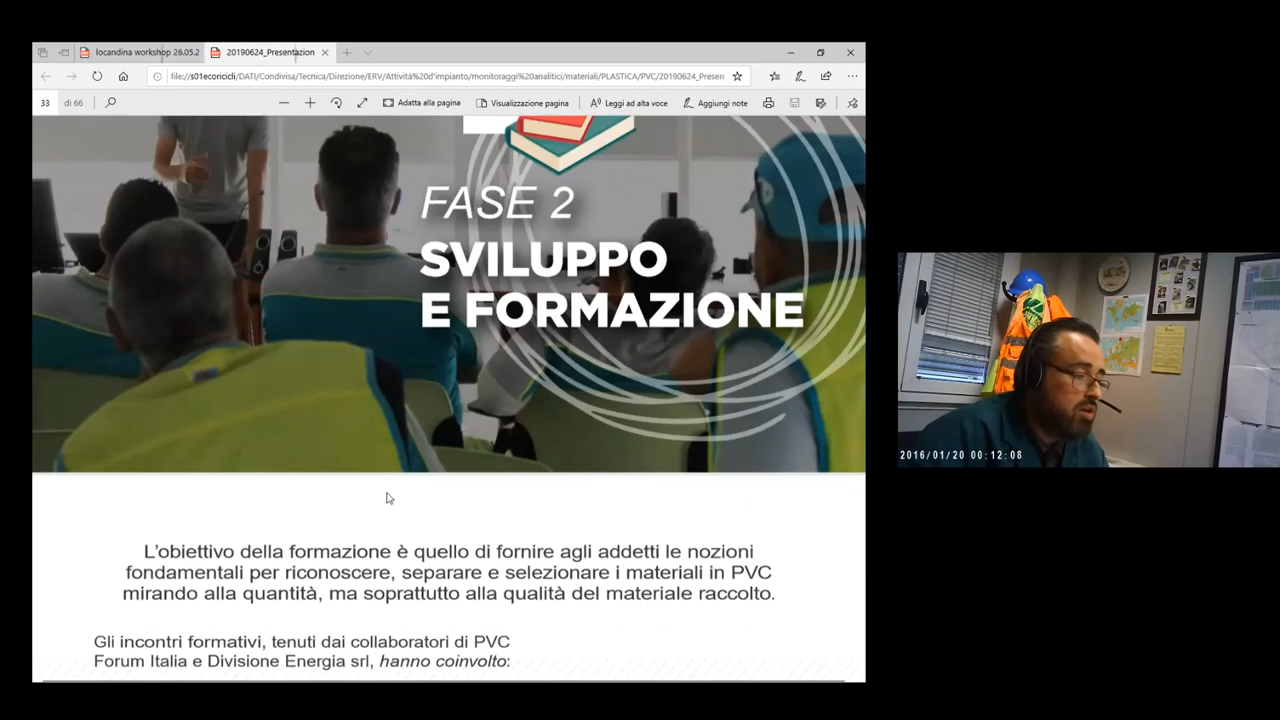 locandina workshop 26.05.2
20190624_Presentazion
file://s01ecoricicli/DATI/Condivisa/Tecnica/Direzione/ERV/Attività%20d'impianto/monitoraggi%20analitici/materiali/PLASTICA/PVC/20190624_Presen
33 di 66
Adatta alla pagina
Visualizzazione pagina
Leggi ad alta voce
Aggiungi note
FASE 2
SVILUPPO
E FORMAZIONE
L'obiettivo della formazione è quello di fornire agli addetti le nozioni
fondamentali per riconoscere, separare e selezionare i materiali in PVC
mirando alla quantità, ma soprattutto alla qualità del materiale raccolto.
Gli incontri formativi, tenuti dai collaboratori di PVC
Forum Italia e Divisione Energia srl, hanno coinvolto:
2016/01/20 00:12:08